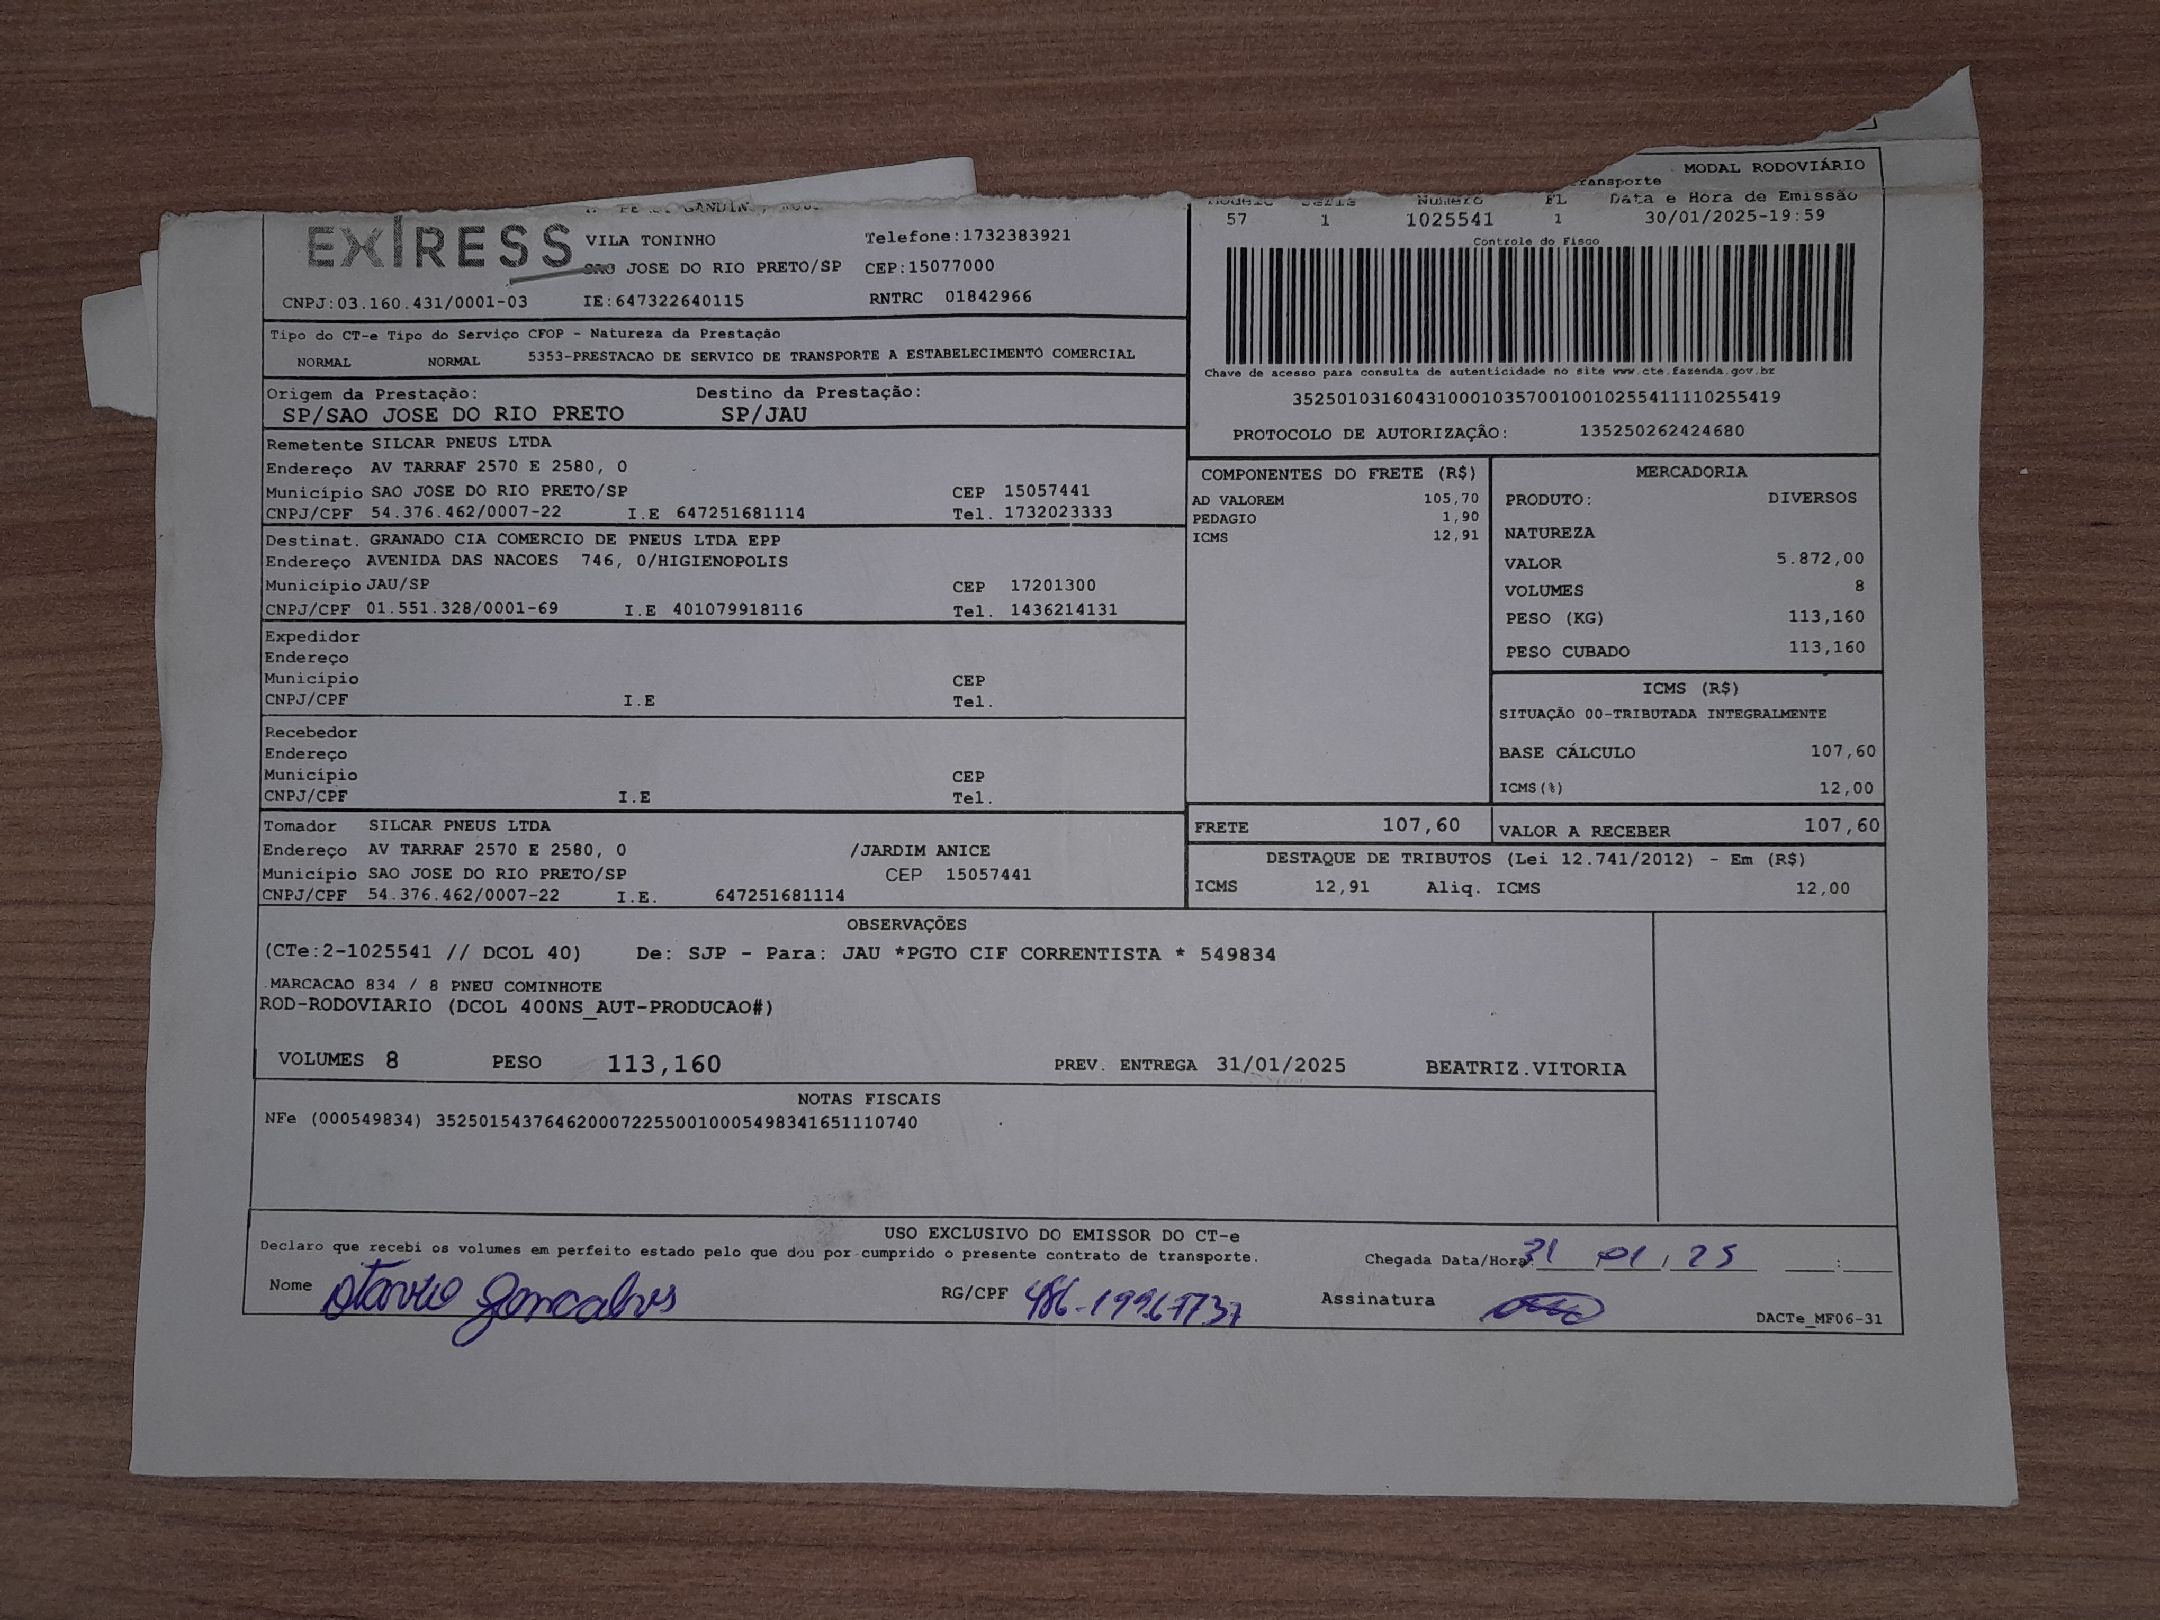 MODAL RODOVIÁRIO
Número FL Data e Hora de Emissão
57 1 1025541 1 30/01/2025-19:59
Controle do Fisco
EXPRESS VILA TONINHO Telefone:1732383921
SAO JOSE DO RIO PRETO/SP CEP:15077000
CNPJ:03.160.431/0001-03 IE:647322640115 RNTRC 01842966
Tipo do CT-e Tipo do Serviço CFOP - Natureza da Prestação
NORMAL NORMAL 5353-PRESTACAO DE SERVICO DE TRANSPORTE A ESTABELECIMENTO COMERCIAL
Chave de acesso para consulta de autenticidade no site www.cte.fazenda.gov.br
35250103160431000103570010010255411110255419
PROTOCOLO DE AUTORIZAÇÂO: 135250262424680
Origem da Prestação: Destino da Prestação:
SP/SAO JOSE DO RIO PRETO SP/JAU
Remetente SILCAR PNEUS LTDA
Endereço AV TARRAF 2570 E 2580, 0
Município SAO JOSE DO RIO PRETO/SP CEP 15057441
CNPJ/CPF 54.376.462/0007-22 I.E 647251681114 Tel. 1732023333
Destinat. GRANADO CIA COMERCIO DE PNEUS LTDA EPP
Endereço AVENIDA DAS NACOES 746, 0/HIGIENOPOLIS
Município JAU/SP CEP 17201300
CNPJ/CPF 01.551.328/0001-69 I.E 401079918116 Tel. 1436214131
Expedidor
Endereço
Município CEP
CNPJ/CPF I.E Tel.
Recebedor
Endereço
Município CEP
CNPJ/CPF I.E Tel.
Tomador SILCAR PNEUS LTDA
Endereço AV TARRAF 2570 E 2580, 0 /JARDIM ANICE
Município SAO JOSE DO RIO PRETO/SP CEP 15057441
CNPJ/CPF 54.376.462/0007-22 I.E. 647251681114
COMPONENTES DO FRETE (R$)
AD VALOREM 105,70
PEDAGIO 1,90
ICMS 12,91
MERCADORIA
PRODUTO: DIVERSOS
NATUREZA
VALOR 5.872,00
VOLUMES 8
PESO (KG) 113,160
PESO CUBADO 113,160
ICMS (R$)
SITUAÇÃO 00-TRIBUTADA INTEGRALMENTE
BASE CÁLCULO 107,60
ICMS(%) 12,00
FRETE 107,60 VALOR A RECEBER 107,60
DESTAQUE DE TRIBUTOS (Lei 12.741/2012) - Em (R$)
ICMS 12,91 Aliq. ICMS 12,00
OBSERVAÇÕES
(CTe:2-1025541 // DCOL 40) De: SJP - Para: JAU *PGTO CIF CORRENTISTA * 549834
.MARCACAO 834 / 8 PNEU COMINHOTE
ROD-RODOVIARIO (DCOL 400NS_AUT-PRODUCAO#)
VOLUMES 8 PESO 113,160 PREV. ENTREGA 31/01/2025 BEATRIZ.VITORIA
NOTAS FISCAIS
NFe (000549834) 35250154376462000722550010005498341651110740
USO EXCLUSIVO DO EMISSOR DO CT-e
Declaro que recebi os volumes em perfeito estado pelo que dou por cumprido o presente contrato de transporte.
Chegada Data/Hora 31 01 25
Nome Otavio Goncalves RG/CPF Assinatura
DACTe_MF06-31